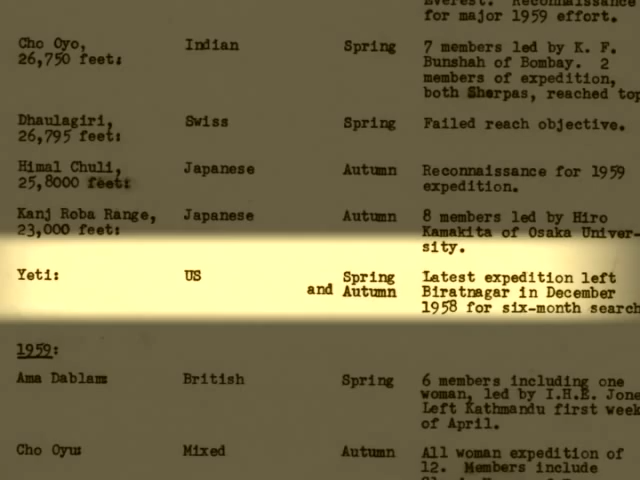 Everest. Reconnaissance
for major 1959 effort.
Cho Oyo, Indian Spring 7 members led by K. F.
26,750 feet: Bunshah of Bombay. 2
members of expedition,
both Sherpas, reached top
Dhaulagiri, Swiss Spring Failed reach objective.
26,795 feet:
Himal Chuli, Japanese Autumn Reconnaissance for 1959
25,8000 feet: expedition.
Kanj Roba Range, Japanese Autumn 8 members led by Hiro
23,000 feet: Kamakita of Osaka Univer-
sity.
Yeti: US Spring Latest expedition left
and Autumn Biratnagar in December
1958 for six-month search
1959:
Ama Dablam British Spring 6 members including one
woman, led by I.H.E. Jone
Left Kathmandu first week
of April.
Cho Oyu: Mixed Autumn All woman expedition of
12. Members include